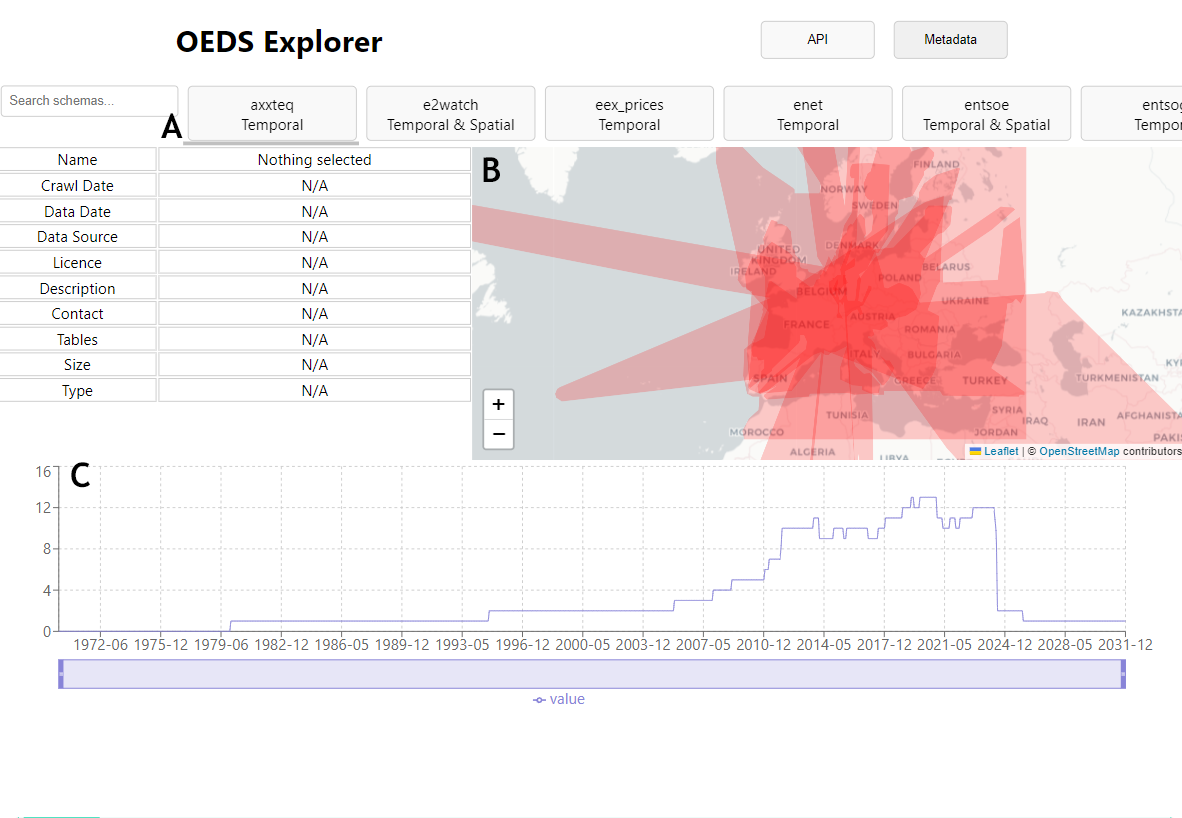 OEDS Explorer
API
Metadata
Search schemas...
A
axxteq
Temporal
e2watch
Temporal & Spatial
eex_prices
Temporal
enet
Temporal
entsoe
Temporal & Spatial
Name Nothing selected
Crawl Date N/A
Data Date N/A
Data Source N/A
Licence N/A
Description N/A
Contact N/A
Tables N/A
Size N/A
Type N/A
B
FINLAND
NORWAY
SWEDEN
UNITED
KINGDOM
DENMARK
IRELAND
BELARUS
POLAND
BELGIUM
UKRAINE
KAZAKHSTA
AUSTRIA
FRANCE
ROMANIA
ITALY
BULGARIA
SPAIN
GREECE
TURKEY
TURKMENISTAN
TUNISIA
SYRIA
IRAQ
IRAN
AFGHANISTA
MOROCCO
JORDAN
PAKI
ALGERIA
LIBYA
+
−
Leaflet | © OpenStreetMap contributors
C
16
12
8
4
0
1972-06 1975-12 1979-06 1982-12 1986-05 1989-12 1993-05 1996-12 2000-05 2003-12 2007-05 2010-12 2014-05 2017-12 2021-05 2024-12 2028-05 2031-12
value